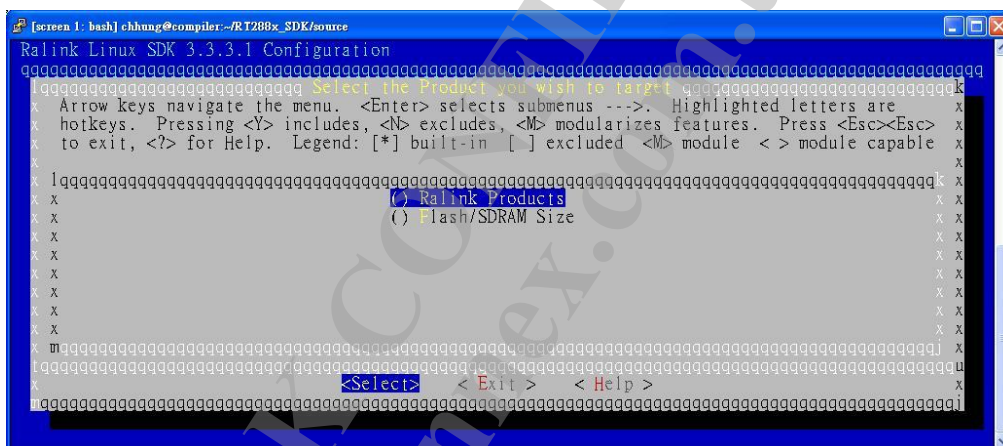 [screen 1: bash] chhung@compiler:~/RT288x_SDK/source
Ralink Linux SDK 3.3.3.1 Configuration
Select the Product you wish to target
Arrow keys navigate the menu. <Enter> selects submenus --->. Highlighted letters are
hotkeys. Pressing <Y> includes, <N> excludes, <M> modularizes features. Press <Esc><Esc>
to exit, <?> for Help. Legend: [*] built-in [ ] excluded <M> module < > module capable
() Ralink Products
() Flash/SDRAM Size
<Select> < Exit > < Help >